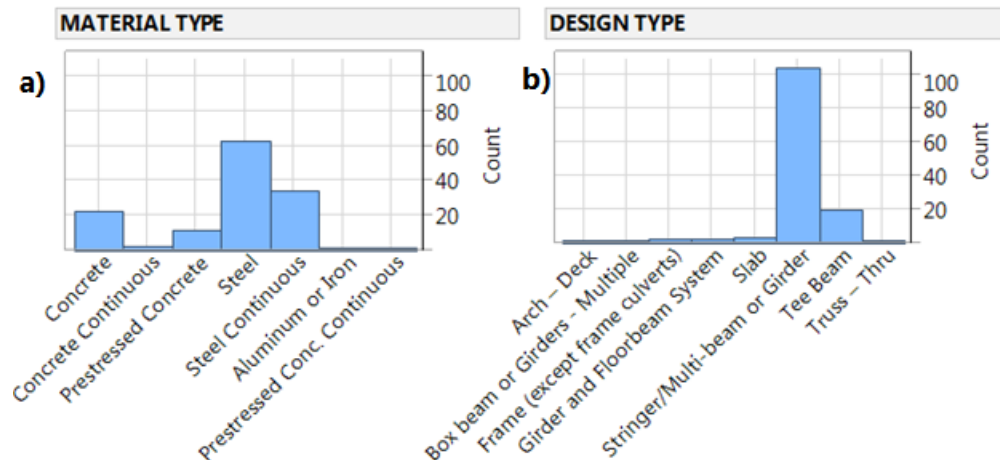 MATERIAL TYPE
a)
100
80
60
40
20
Count
Concrete
Concrete Continuous
Prestressed Concrete
Steel
Steel Continuous
Aluminum or Iron
Prestressed Conc. Continuous
DESIGN TYPE
b)
100
80
60
40
20
Count
Arch – Deck
Box beam or Girders - Multiple
Frame (except frame culverts)
Girder and Floorbeam System
Slab
Stringer/Multi-beam or Girder
Tee Beam
Truss – Thru